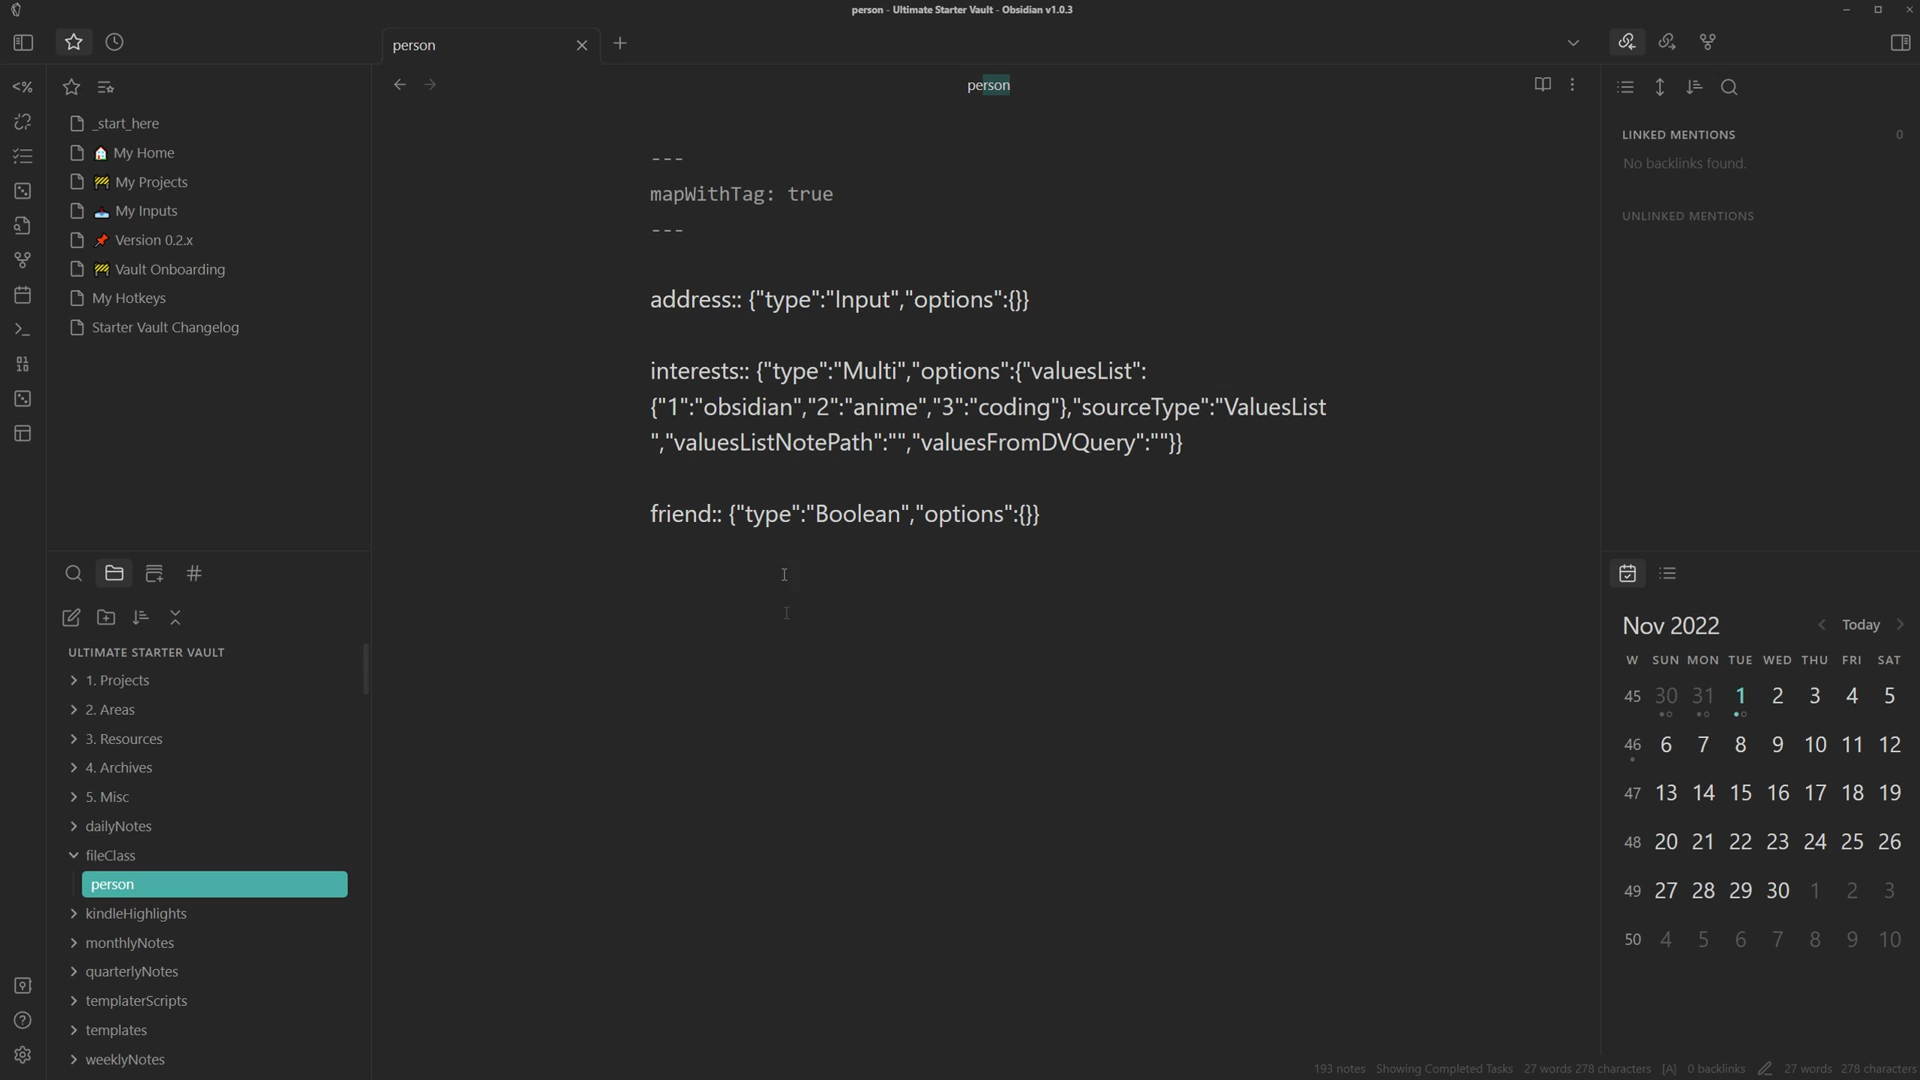 person - Ultimate Starter Vault - Obsidian v1.0.3
person
person
_start_here
My Home
My Projects
My Inputs
Version 0.2.x
Vault Onboarding
My Hotkeys
Starter Vault Changelog
---
mapWithTag: true
---
address:: {"type":"Input","options":{}}
interests:: {"type":"Multi","options":{"valuesList":
{"1":"obsidian","2":"anime","3":"coding"},"sourceType":"ValuesList
","valuesListNotePath":"","valuesFromDVQuery":""}}
friend:: {"type":"Boolean","options":{}}
LINKED MENTIONS 0
No backlinks found.
UNLINKED MENTIONS
ULTIMATE STARTER VAULT
1. Projects
2. Areas
3. Resources
4. Archives
5. Misc
dailyNotes
fileClass
person
kindleHighlights
monthlyNotes
quarterlyNotes
templaterScripts
templates
weeklyNotes
Nov 2022 Today
W SUN MON TUE WED THU FRI SAT
45 30 31 1 2 3 4 5
46 6 7 8 9 10 11 12
47 13 14 15 16 17 18 19
48 20 21 22 23 24 25 26
49 27 28 29 30 1 2 3
50 4 5 6 7 8 9 10
193 notes Showing Completed Tasks 27 words 278 characters [A] 0 backlinks 27 words 278 characters